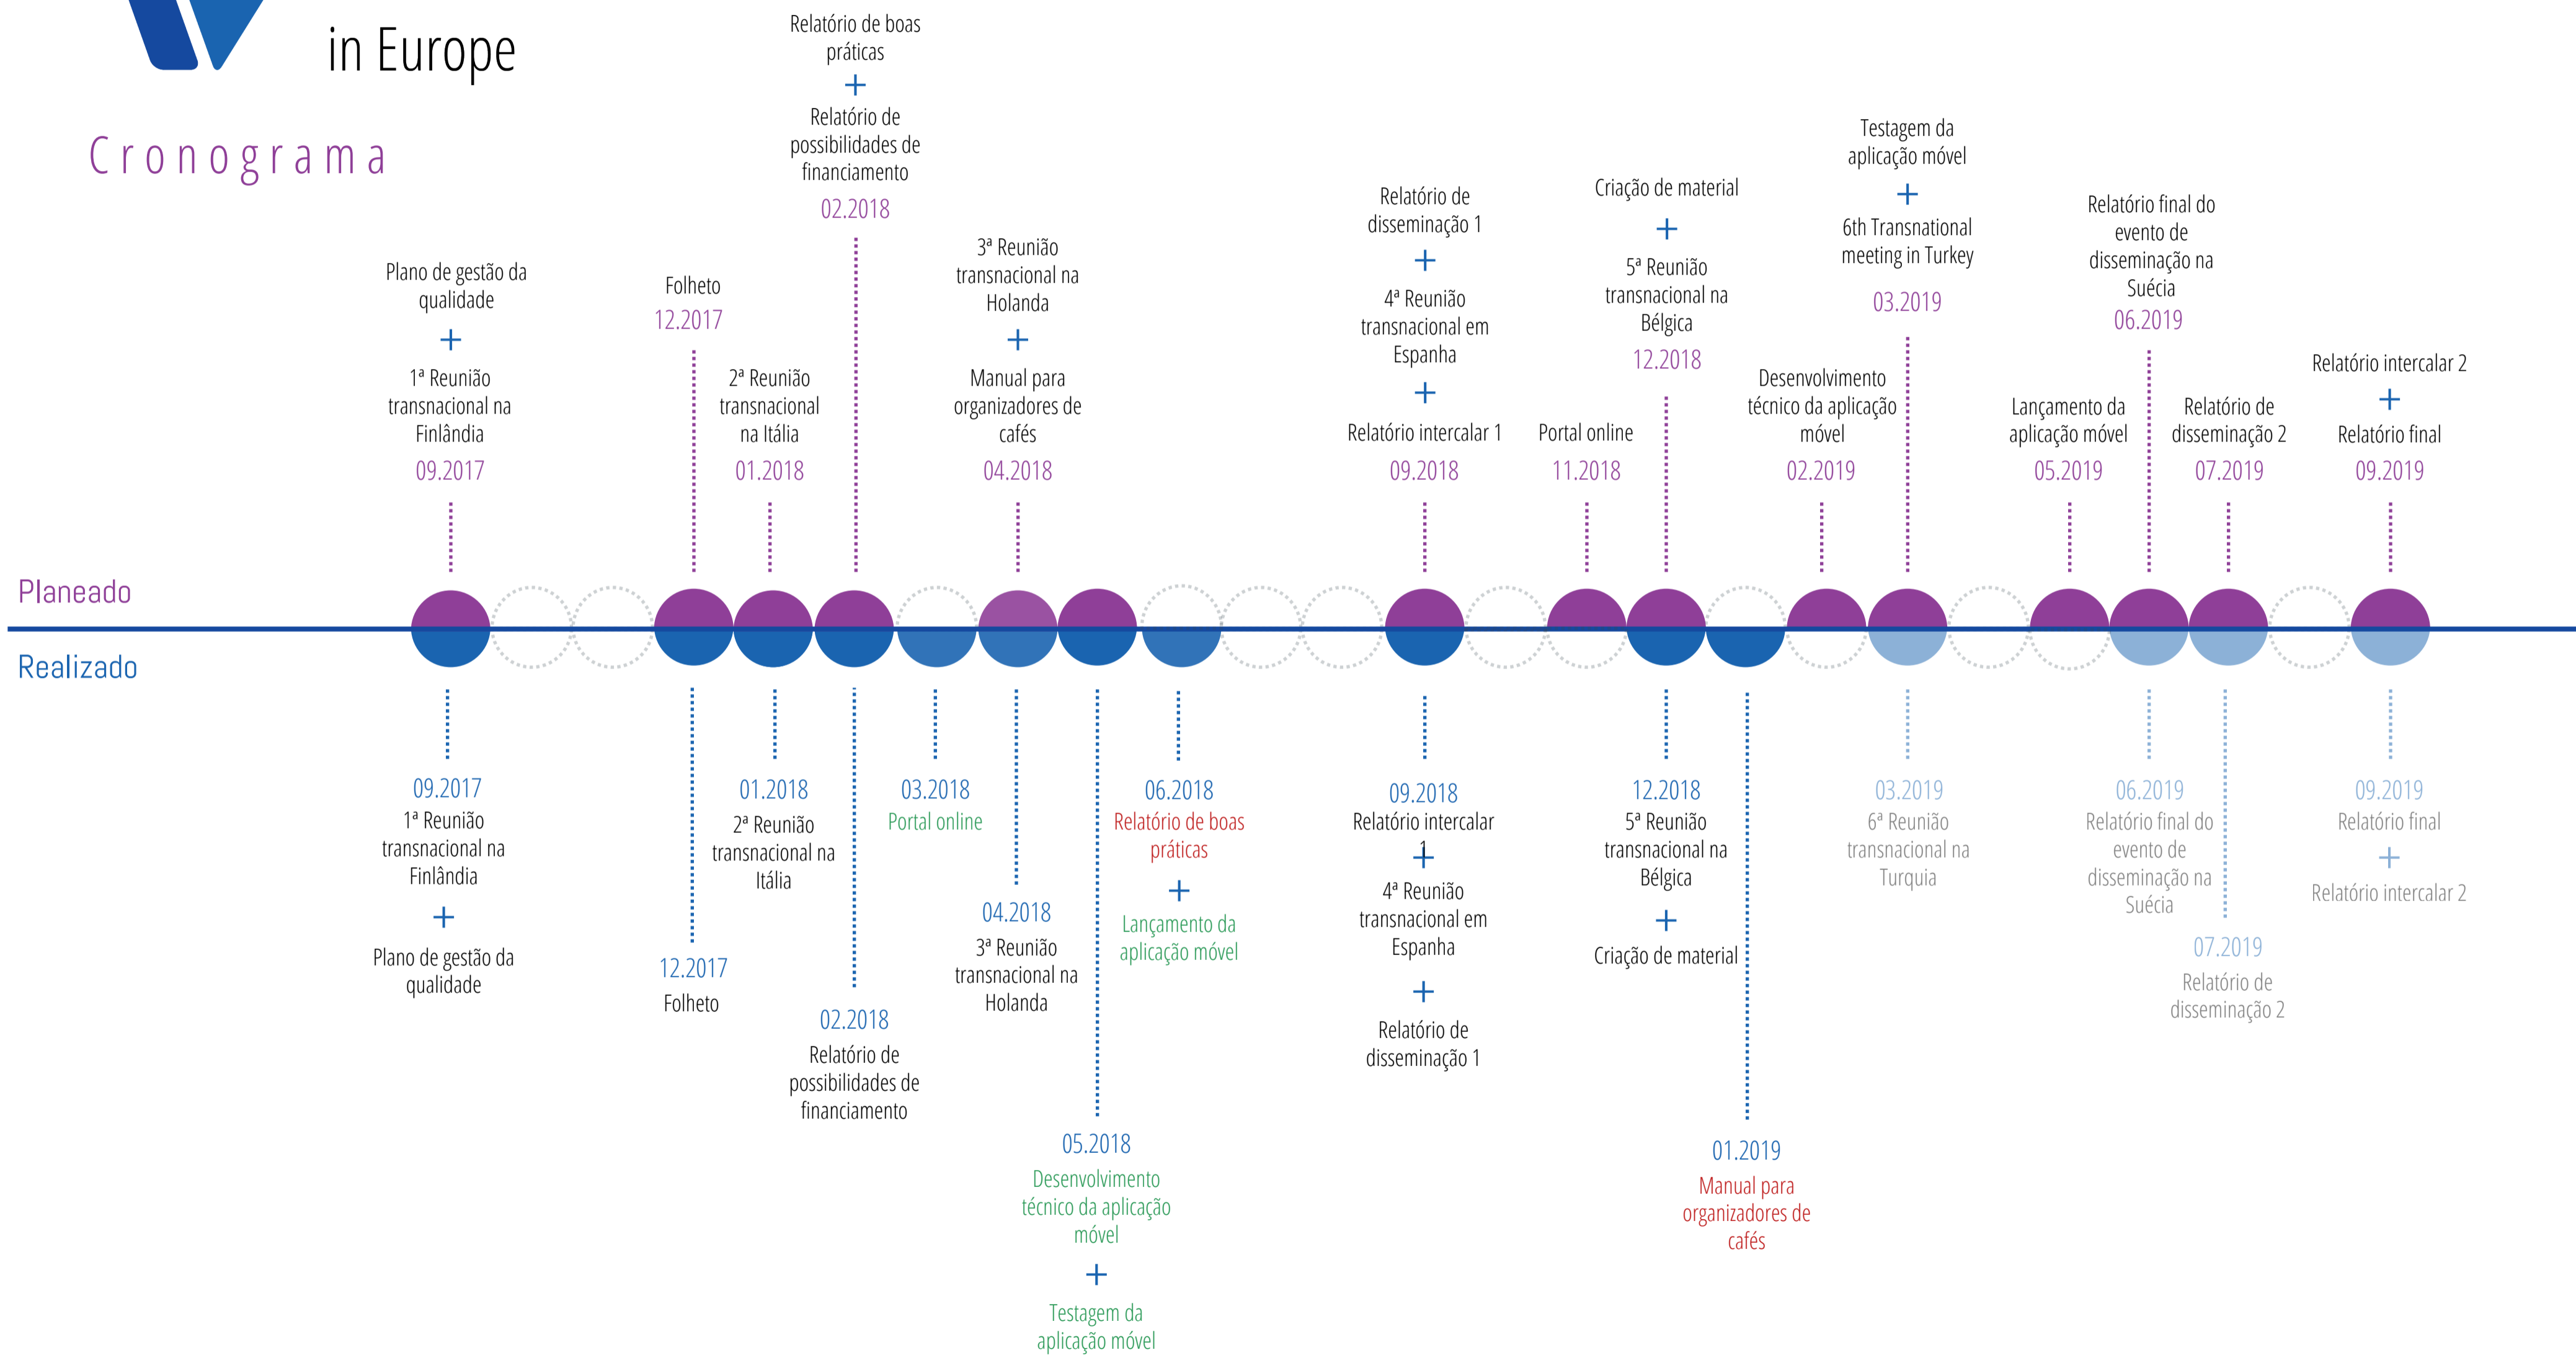 in Europe
Cronograma
Plano de gestão da
qualidade
+
1ª Reunião
transnacional na
Finlândia
09.2017
Folheto
12.2017
2ª Reunião
transnacional
na Itália
01.2018
Relatório de boas
práticas
+
Relatório de
possibilidades de
financiamento
02.2018
3ª Reunião
transnacional na
Holanda
+
Manual para
organizadores de
cafés
04.2018
Relatório de
disseminação 1
+
4ª Reunião
transnacional em
Espanha
+
Relatório intercalar 1
09.2018
Portal online
11.2018
Criação de material
+
5ª Reunião
transnacional na
Bélgica
12.2018
Desenvolvimento
técnico da aplicação
móvel
02.2019
Testagem da
aplicação móvel
+
6th Transnational
meeting in Turkey
03.2019
Lançamento da
aplicação móvel
05.2019
Relatório final do
evento de
disseminação na
Suécia
06.2019
Relatório de
disseminação 2
07.2019
Relatório intercalar 2
+
Relatório final
09.2019
Planeado
Realizado
09.2017
1ª Reunião
transnacional na
Finlândia
+
Plano de gestão da
qualidade
12.2017
Folheto
01.2018
2ª Reunião
transnacional na
Itália
02.2018
Relatório de
possibilidades de
financiamento
03.2018
Portal online
04.2018
3ª Reunião
transnacional na
Holanda
05.2018
Desenvolvimento
técnico da aplicação
móvel
+
Testagem da
aplicação móvel
06.2018
Relatório de boas
práticas
+
Lançamento da
aplicação móvel
09.2018
Relatório intercalar
1
+
4ª Reunião
transnacional em
Espanha
+
Relatório de
disseminação 1
12.2018
5ª Reunião
transnacional na
Bélgica
+
Criação de material
01.2019
Manual para
organizadores de
cafés
03.2019
6ª Reunião
transnacional na
Turquia
06.2019
Relatório final do
evento de
disseminação na
Suécia
07.2019
Relatório de
disseminação 2
09.2019
Relatório final
+
Relatório intercalar 2